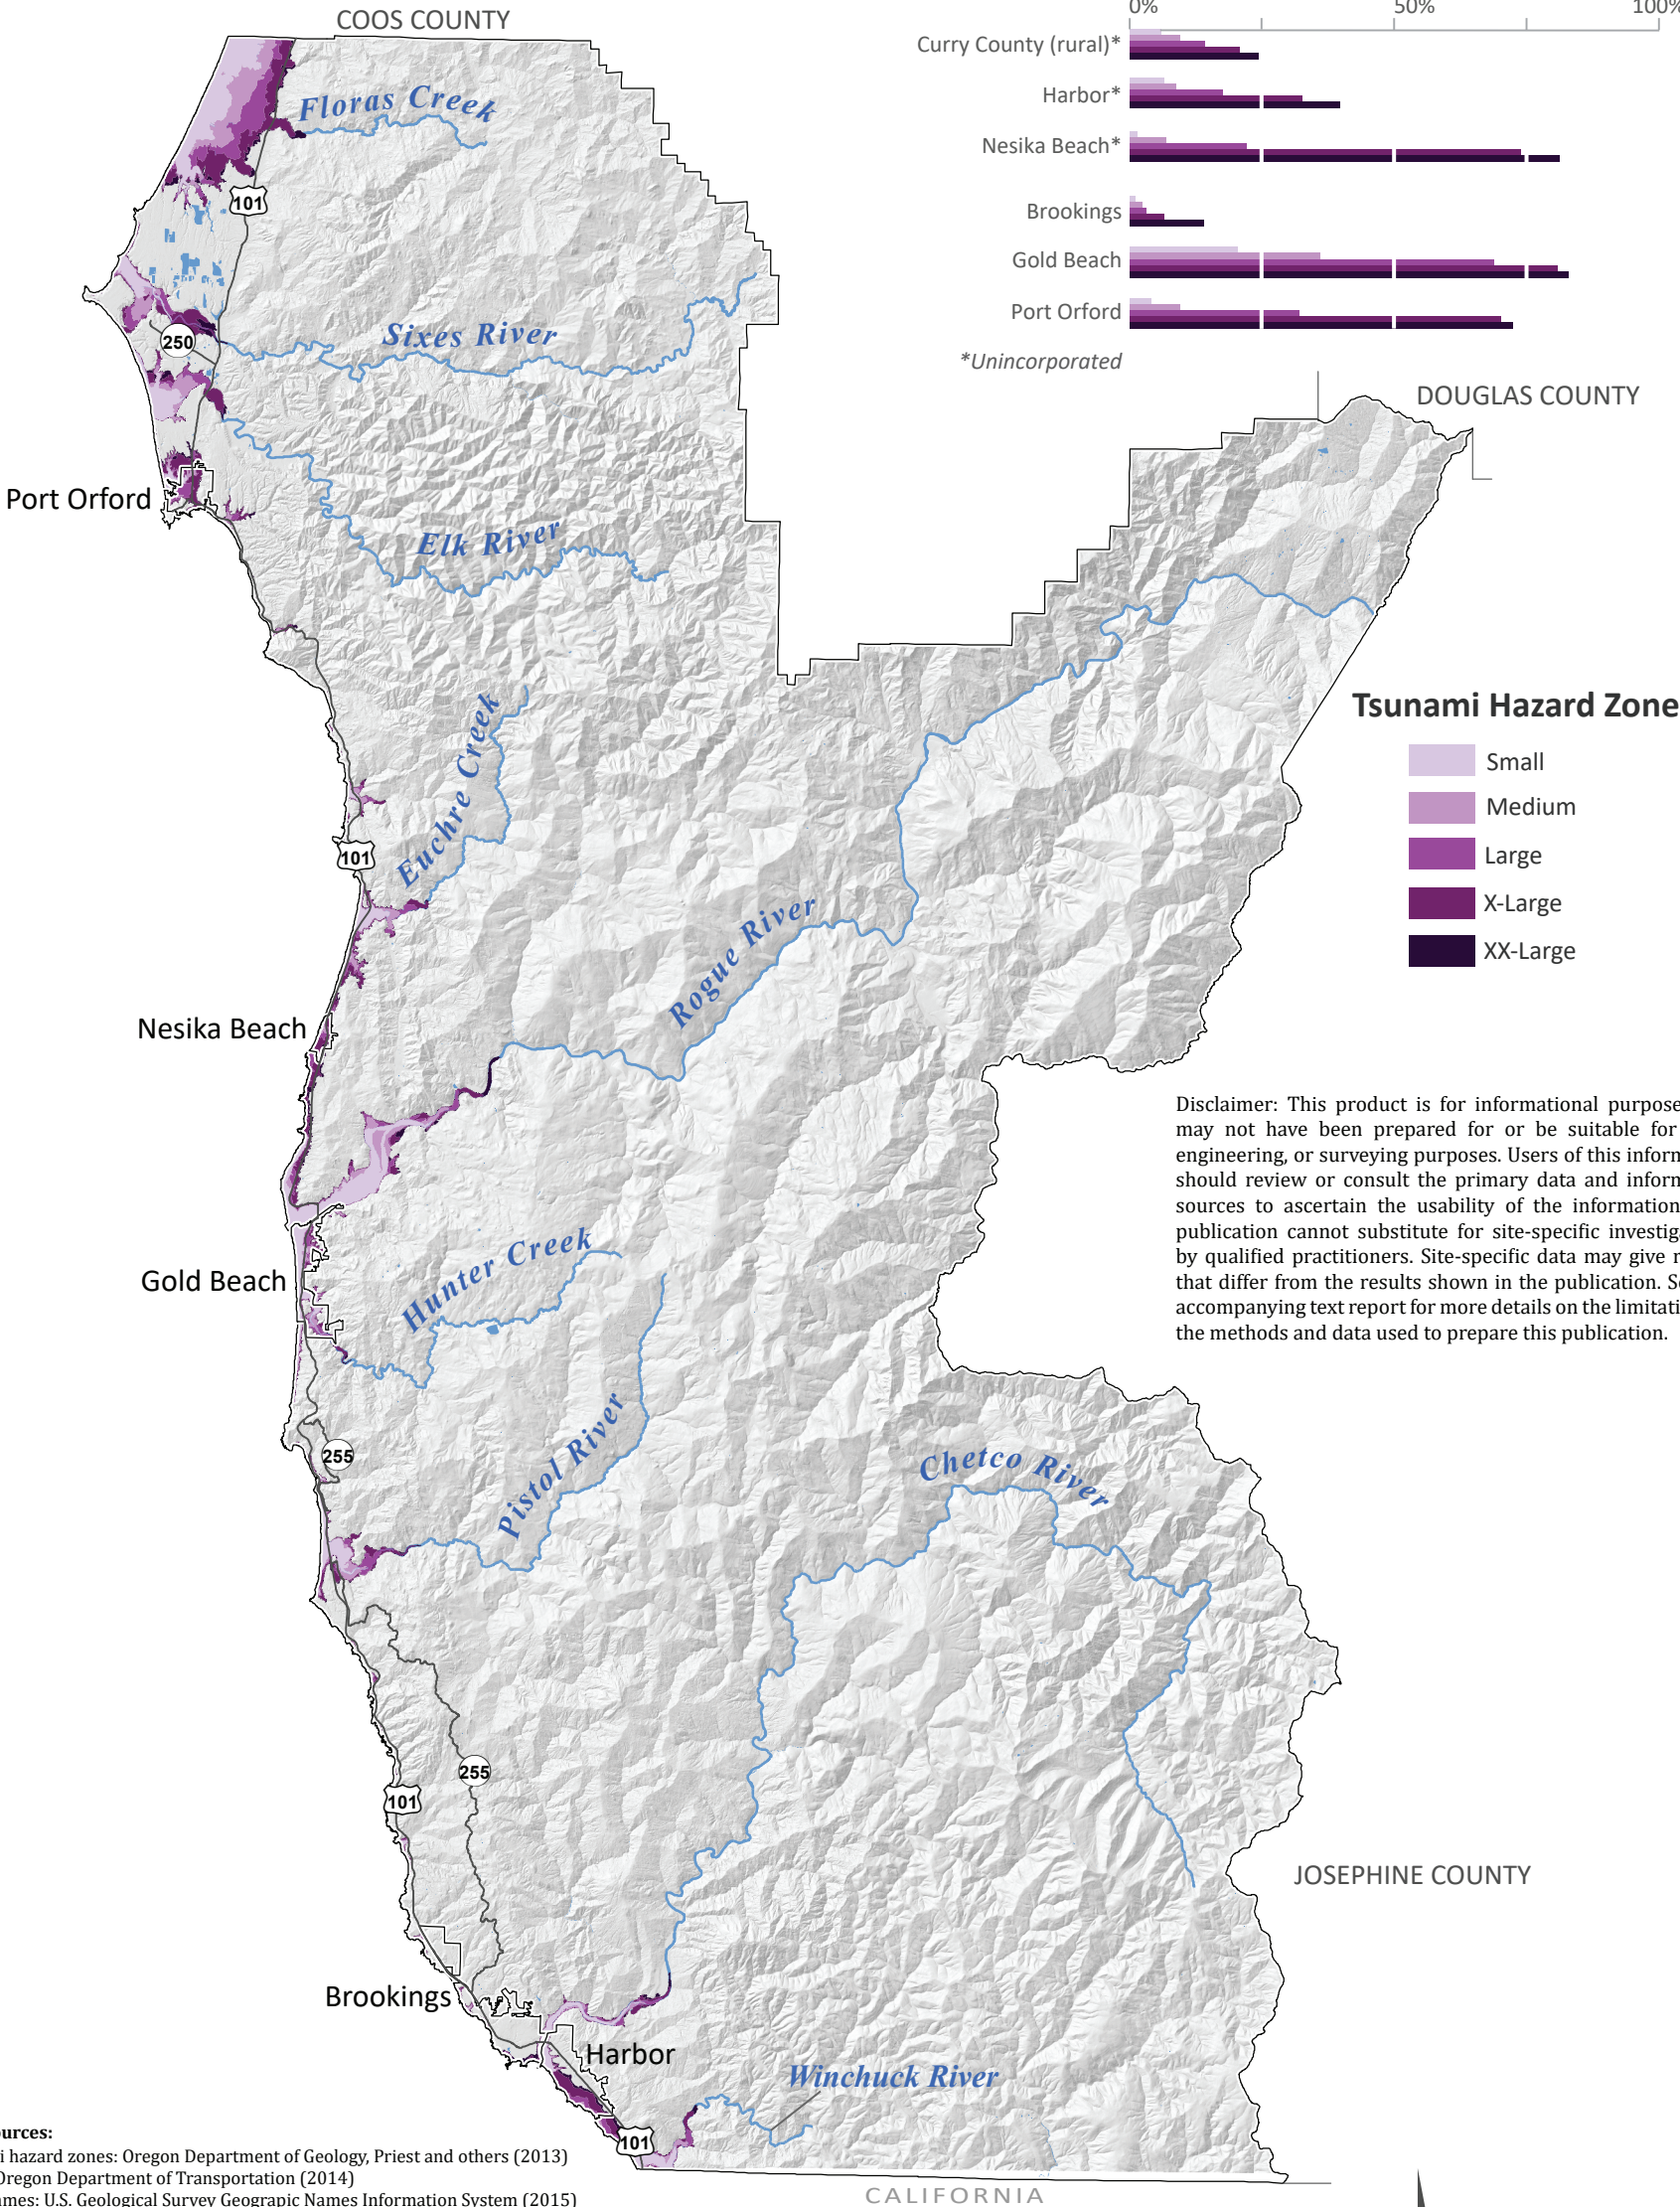 COOS COUNTY
0% 50% 100%
Curry County (rural)*
Harbor*
Nesika Beach*
Brookings
Gold Beach
Port Orford
*Unincorporated
DOUGLAS COUNTY
Floras Creek
101
Sixes River
250
Port Orford
Elk River
Tsunami Hazard Zone
Small
Medium
Large
X-Large
XX-Large
Euchre Creek
101
Rogue River
Nesika Beach
Disclaimer: This product is for informational purpose
may not have been prepared for or be suitable for
engineering, or surveying purposes. Users of this inform
should review or consult the primary data and inform
sources to ascertain the usability of the information
publication cannot substitute for site-specific investiga
by qualified practitioners. Site-specific data may give r
that differ from the results shown in the publication. S
accompanying text report for more details on the limitati
the methods and data used to prepare this publication.
Gold Beach
Hunter Creek
255
Pistol River
Chetco River
255
101
JOSEPHINE COUNTY
Brookings
Harbor
Winchuck River
101
urces:
i hazard zones: Oregon Department of Geology, Priest and others (2013)
Oregon Department of Transportation (2014)
mes: U.S. Geological Survey Geograpic Names Information System (2015)
CALIFORNIA